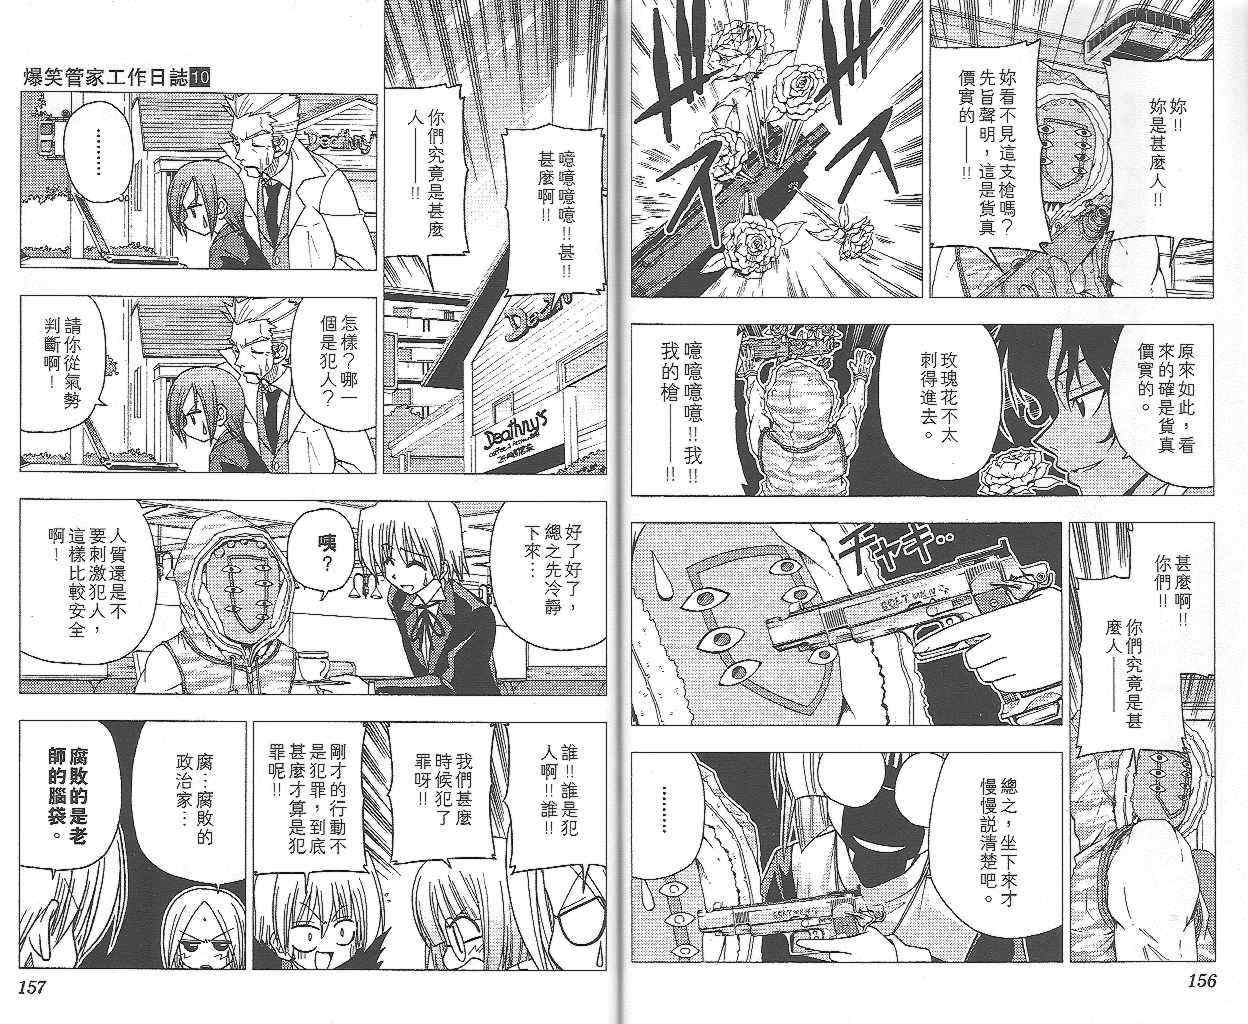 妳!!
妳是甚麼人!!
妳看不見這支槍嗎?
先旨聲明，這是貨真
價實的──!!
原來如此，看
來的確是貨真
價實的。
玫瑰花不太
刺得進去。
噫噫噫!!我!!
我的槍
──!!
甚麼啊!!
你們!!
你們究竟是甚
麼人──
チャキ‥
總之，坐下來才
慢慢說清楚吧。
………
156
噫噫噫!!甚!!
甚麼啊!!
你們究竟是甚麼
人──!!
Deathny's
爆笑管家工作日誌10
………
Deathny
怎樣?哪一
個是犯人?
請你從氣勢
判斷啊!
好了好了，
總之先冷靜
下來…
咦?
人質還是不
要刺激犯人，
這樣比較安全
啊!
誰!!誰是犯
人啊!!誰!!
我們甚麼
時候犯了
罪呀!!
剛才的行動不
是犯罪，到底
甚麼才算是犯
罪呢!!
腐…腐敗的
政治家…
腐敗的是老
師的腦袋。
157